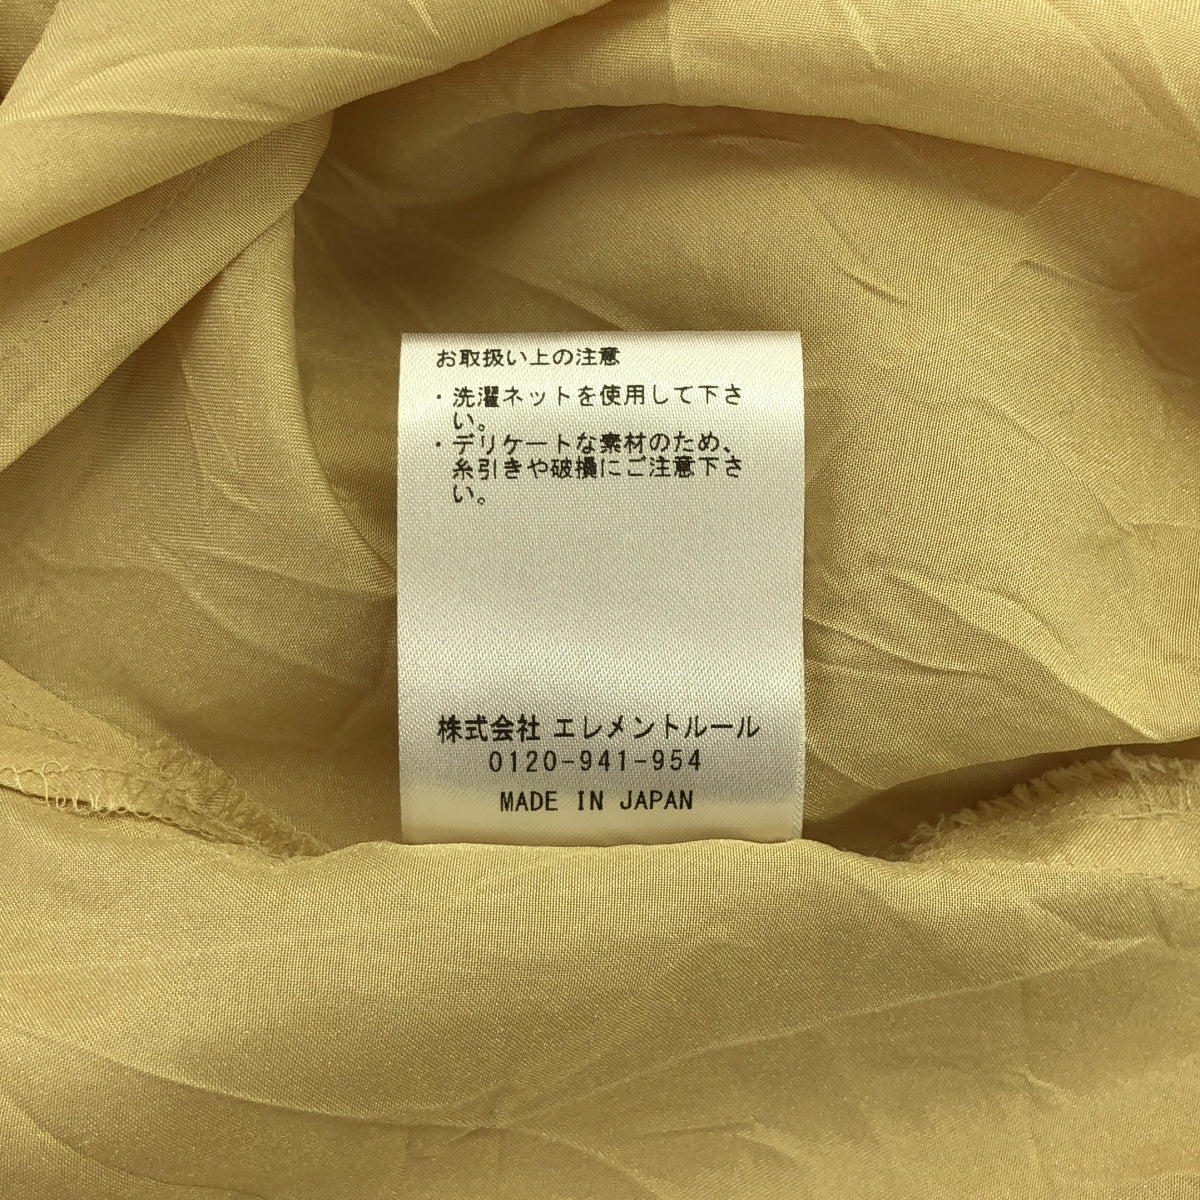 お取扱い上の注意
・洗濯ネットを使用して下さ
い。
・デリケートな素材のため、
糸引きや破損にご注意下さ
い。
株式会社 エレメントルール
0120-941-954
MADE IN JAPAN